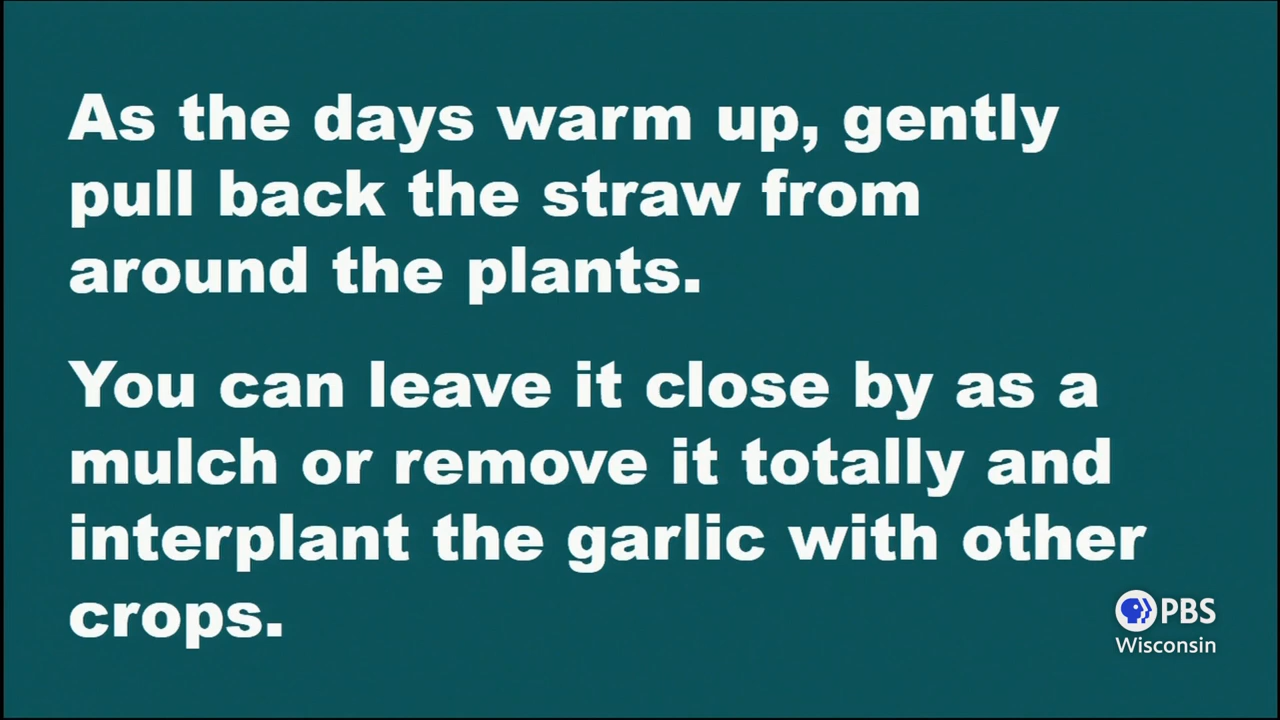 As the days warm up, gently
pull back the straw from
around the plants.
You can leave it close by as a
mulch or remove it totally and
interplant the garlic with other
crops.
PBS
Wisconsin